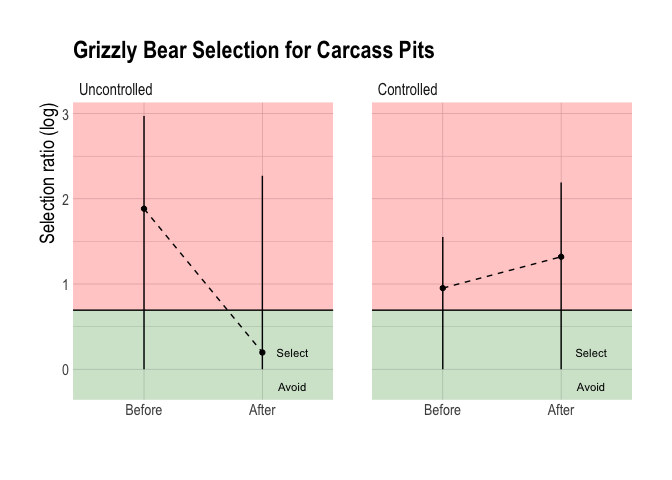 Grizzly Bear Selection for Carcass Pits
Uncontrolled
Controlled
Selection ratio (log)
3
2
1
0
Select
Avoid
Select
Avoid
Before
After
Before
After